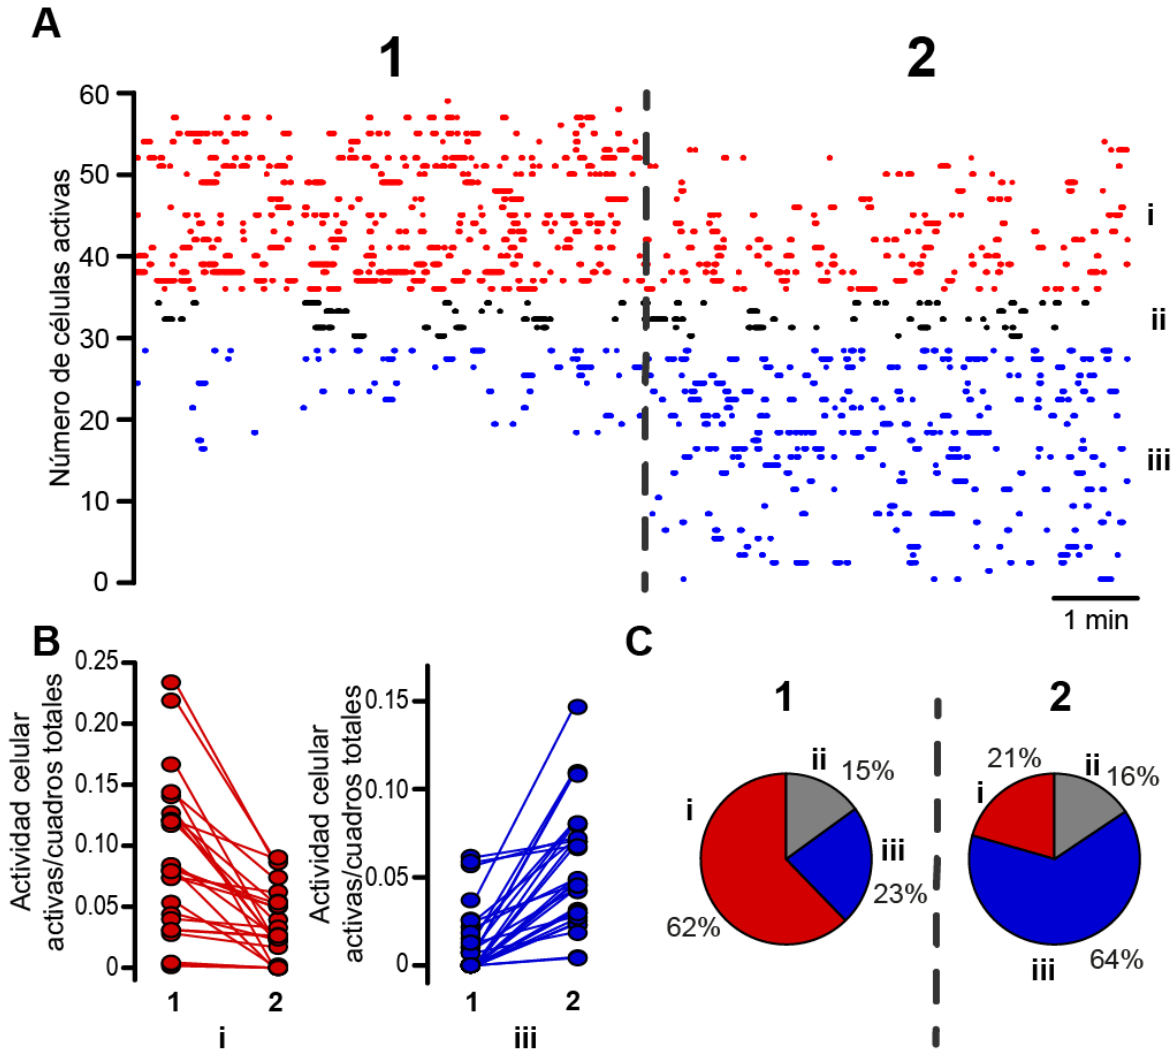 A
1
2
60
50
40
30
20
10
0
Número de células activas
i
ii
iii
1 min
B
Actividad celular
activas/cuadros totales
0.25
0.20
0.15
0.10
0.05
0
1
2
i
Actividad celular
activas/cuadros totales
0.15
0.10
0.05
0
1
2
iii
C
1
ii
15%
i
iii
23%
62%
2
21%
ii
16%
i
64%
iii